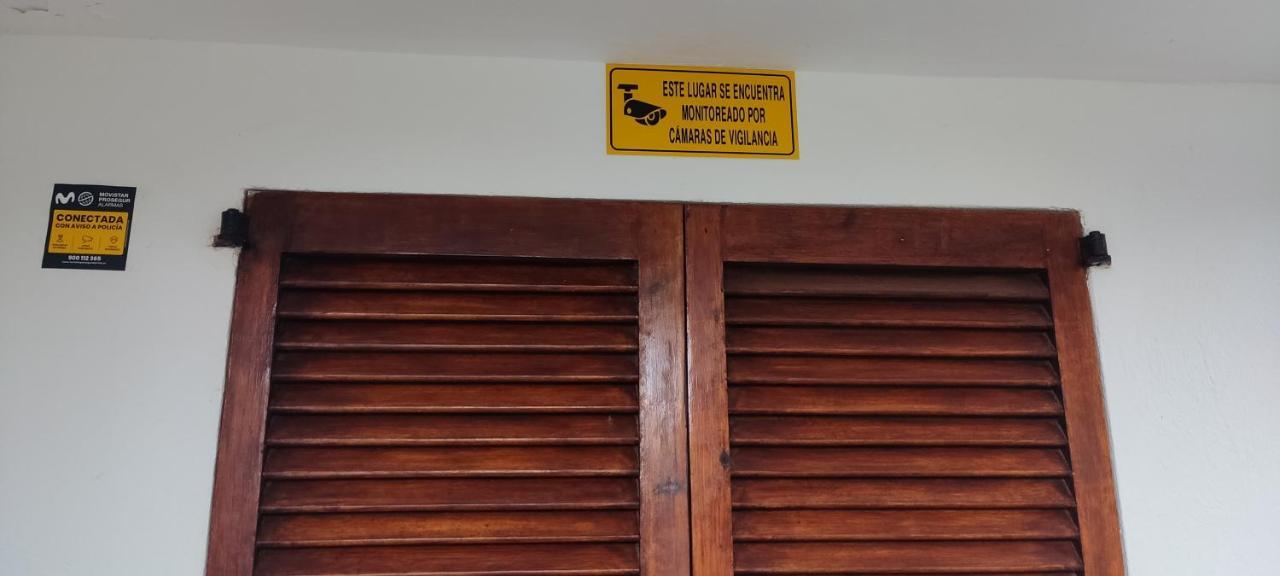 ESTE LUGAR SE ENCUENTRA
MONITOREADO POR
CÁMARAS DE VIGILANCIA
MOVISTAR
PROSEGUR
ALARMAS
CONECTADA
CON AVISO A POLICÍA
900 112 365